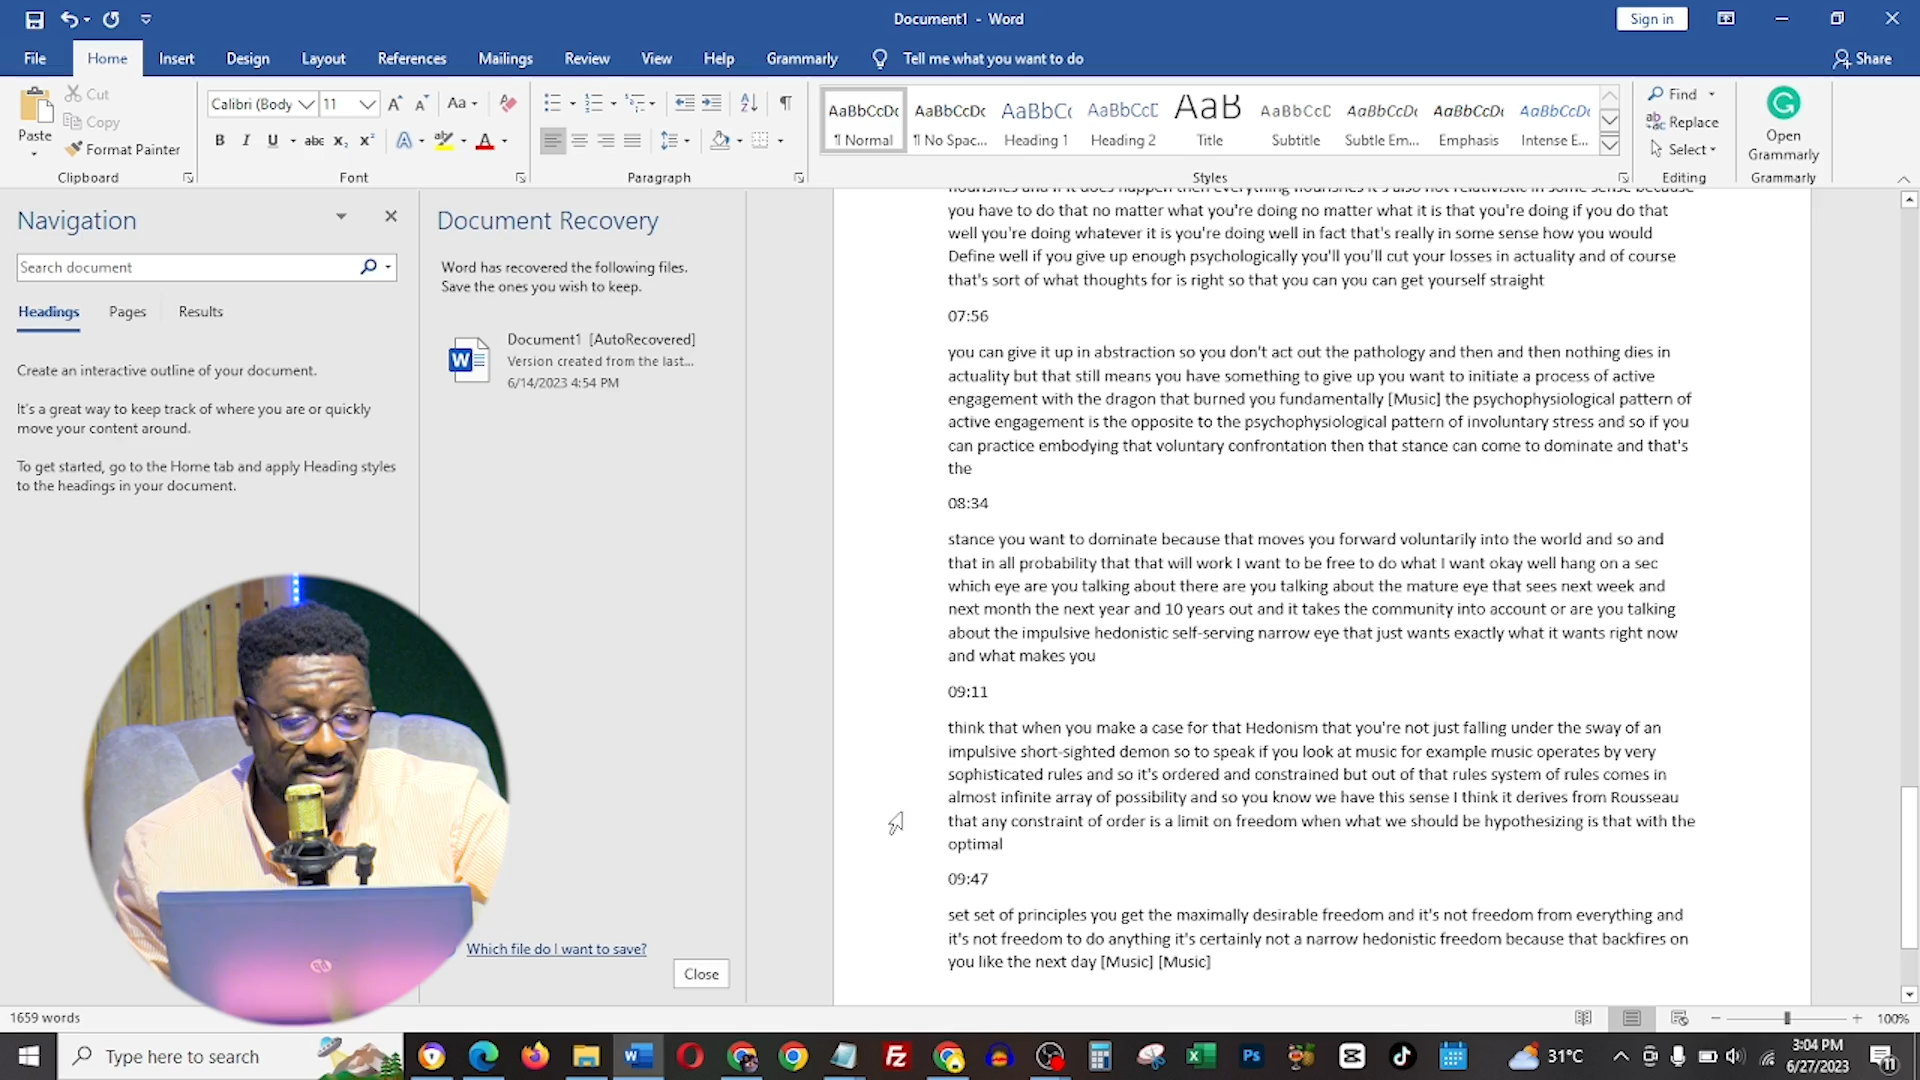 Document1 - Word
Sign in
File Home Insert Design Layout References Mailings Review View Help Grammarly Tell me what you want to do Share
Paste
Cut
Copy
Format Painter
Clipboard
Calibri (Body 11
Aa
B I U abc x₂ x² A A
Font
Paragraph
AaBbCcDc AaBbCcDc AaBbC AaBbCcE AaB AaBbCcD AaBbCcDc AaBbCcDc AaBbCcDc
¶ Normal ¶ No Spac... Heading 1 Heading 2 Title Subtitle Subtle Em... Emphasis Intense E...
Styles
Find
Replace
Select
Editing
Open
Grammarly
Grammarly
Navigation
Search document
Headings Pages Results
Create an interactive outline of your document.
It's a great way to keep track of where you are or quickly
move your content around.
To get started, go to the Home tab and apply Heading styles
to the headings in your document.
Document Recovery
Word has recovered the following files.
Save the ones you wish to keep.
Document1 [AutoRecovered]
Version created from the last...
6/14/2023 4:54 PM
Which file do I want to save?
Close
flourishes and if it does happen then everything flourishes it's also not relativistic in some sense because
you have to do that no matter what you're doing no matter what it is that you're doing if you do that
well you're doing whatever it is you're doing well in fact that's really in some sense how you would
Define well if you give up enough psychologically you'll you'll cut your losses in actuality and of course
that's sort of what thoughts for is right so that you can you can get yourself straight
07:56
you can give it up in abstraction so you don't act out the pathology and then and then nothing dies in
actuality but that still means you have something to give up you want to initiate a process of active
engagement with the dragon that burned you fundamentally [Music] the psychophysiological pattern of
active engagement is the opposite to the psychophysiological pattern of involuntary stress and so if you
can practice embodying that voluntary confrontation then that stance can come to dominate and that's
the
08:34
stance you want to dominate because that moves you forward voluntarily into the world and so and
that in all probability that that will work I want to be free to do what I want okay well hang on a sec
which eye are you talking about there are you talking about the mature eye that sees next week and
next month the next year and 10 years out and it takes the community into account or are you talking
about the impulsive hedonistic self-serving narrow eye that just wants exactly what it wants right now
and what makes you
09:11
think that when you make a case for that Hedonism that you're not just falling under the sway of an
impulsive short-sighted demon so to speak if you look at music for example music operates by very
sophisticated rules and so it's ordered and constrained but out of that rules system of rules comes in
almost infinite array of possibility and so you know we have this sense I think it derives from Rousseau
that any constraint of order is a limit on freedom when what we should be hypothesizing is that with the
optimal
09:47
set set of principles you get the maximally desirable freedom and it's not freedom from everything and
it's not freedom to do anything it's certainly not a narrow hedonistic freedom because that backfires on
you like the next day [Music] [Music]
1659 words
100%
Type here to search
31°C
3:04 PM
6/27/2023